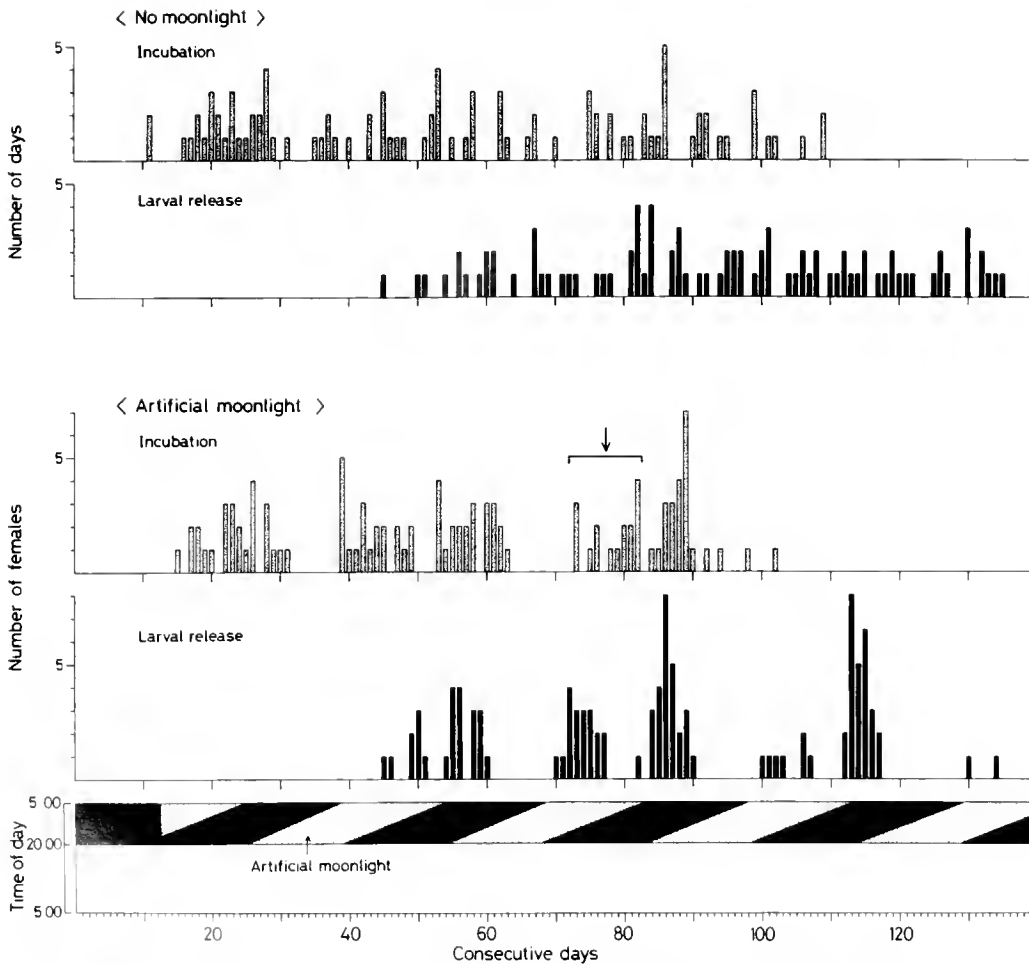 < No moonlight >
Incubation
5
Larval release
5
Number of days
< Artificial moonlight >
Incubation
5
Larval release
5
Number of females
5 00
20 00
5 00
Time of day
Artificial moonlight
20 40 60 80 100 120
Consecutive days